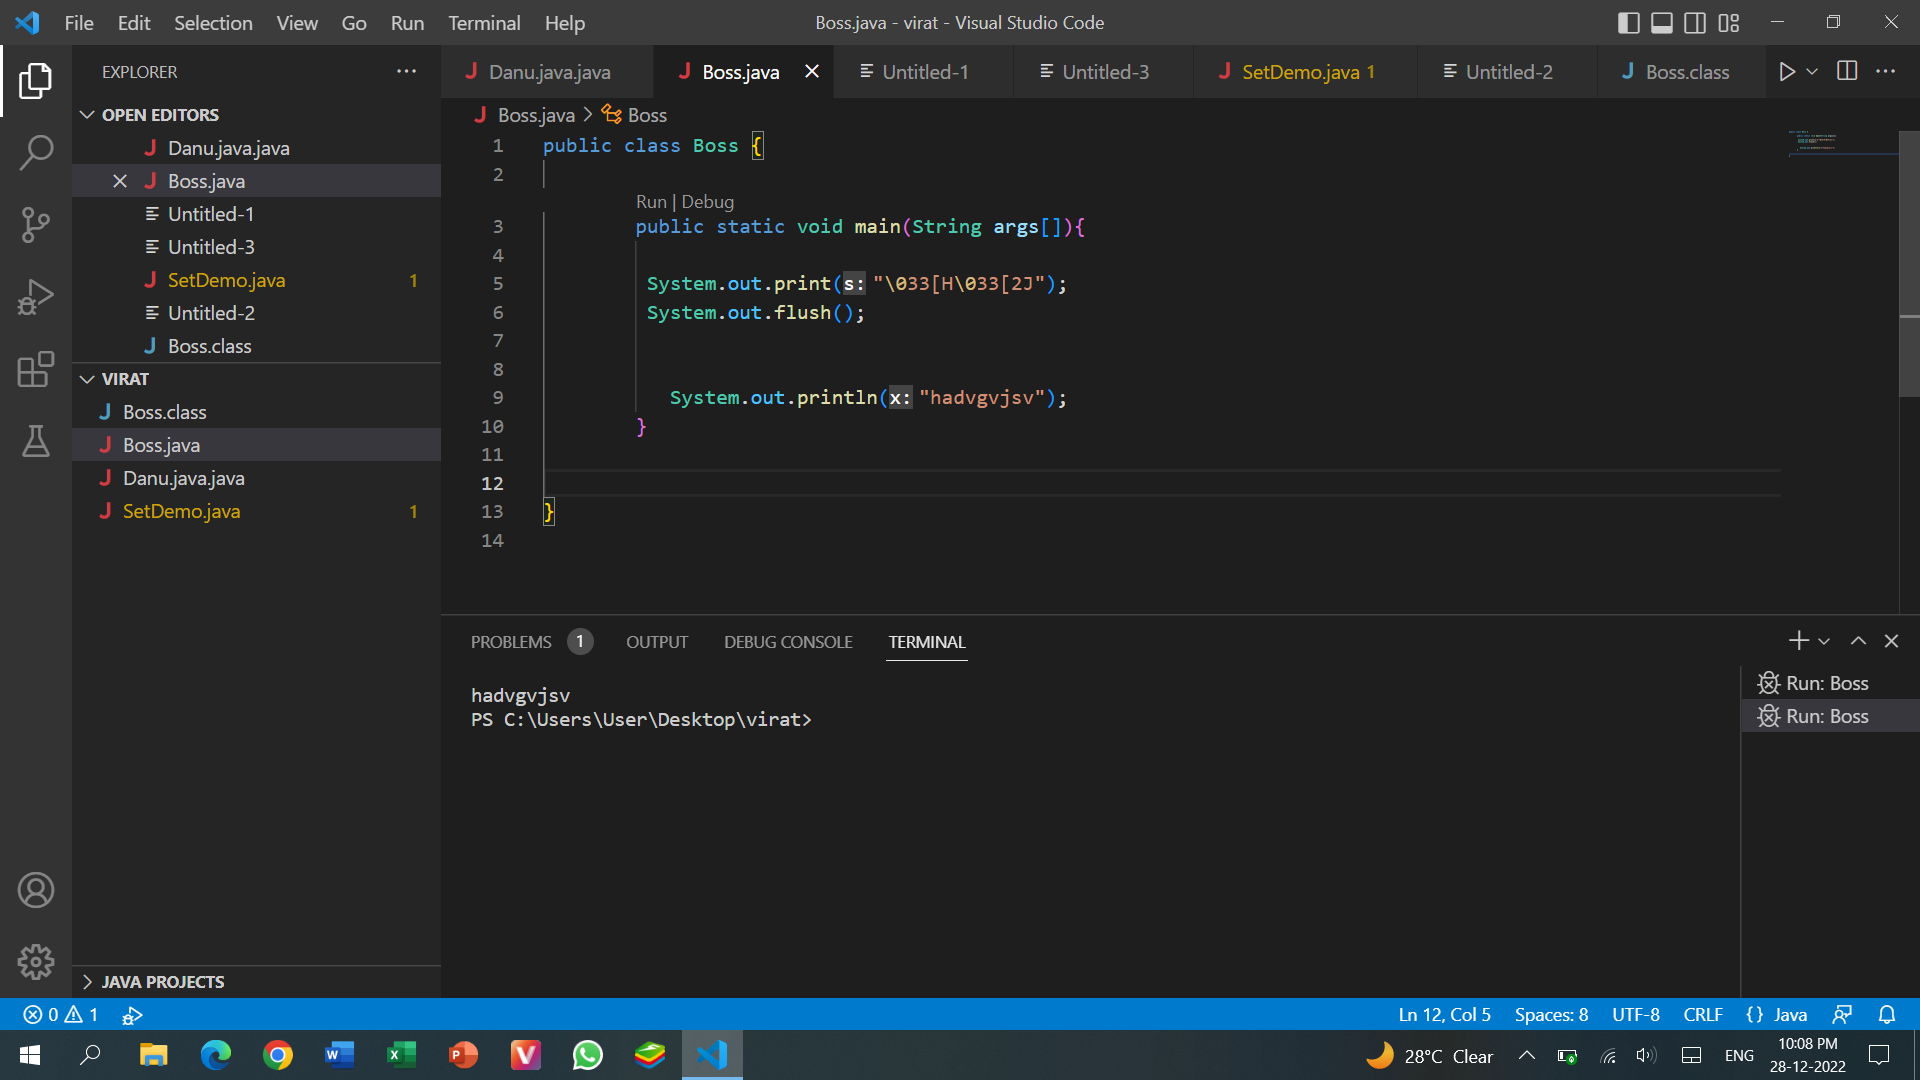 File Edit Selection View Go Run Terminal Help
Boss.java - virat - Visual Studio Code
EXPLORER
OPEN EDITORS
Danu.java.java
Boss.java
Untitled-1
Untitled-3
SetDemo.java 1
Untitled-2
Boss.class
VIRAT
Boss.class
Boss.java
Danu.java.java
SetDemo.java 1
JAVA PROJECTS
Danu.java.java Boss.java Untitled-1 Untitled-3 SetDemo.java 1 Untitled-2 Boss.class
Boss.java > Boss
1 public class Boss {
2
Run | Debug
3 public static void main(String args[]){
4
5 System.out.print(s: "\033[H\033[2J");
6 System.out.flush();
7
8
9 System.out.println(x: "hadvgvjsv");
10 }
11
12
13 }
14
PROBLEMS 1 OUTPUT DEBUG CONSOLE TERMINAL
hadvgvjsv
PS C:\Users\User\Desktop\virat>
Run: Boss
Run: Boss
0 1 Ln 12, Col 5 Spaces: 8 UTF-8 CRLF {} Java
28°C Clear ENG 10:08 PM
28-12-2022